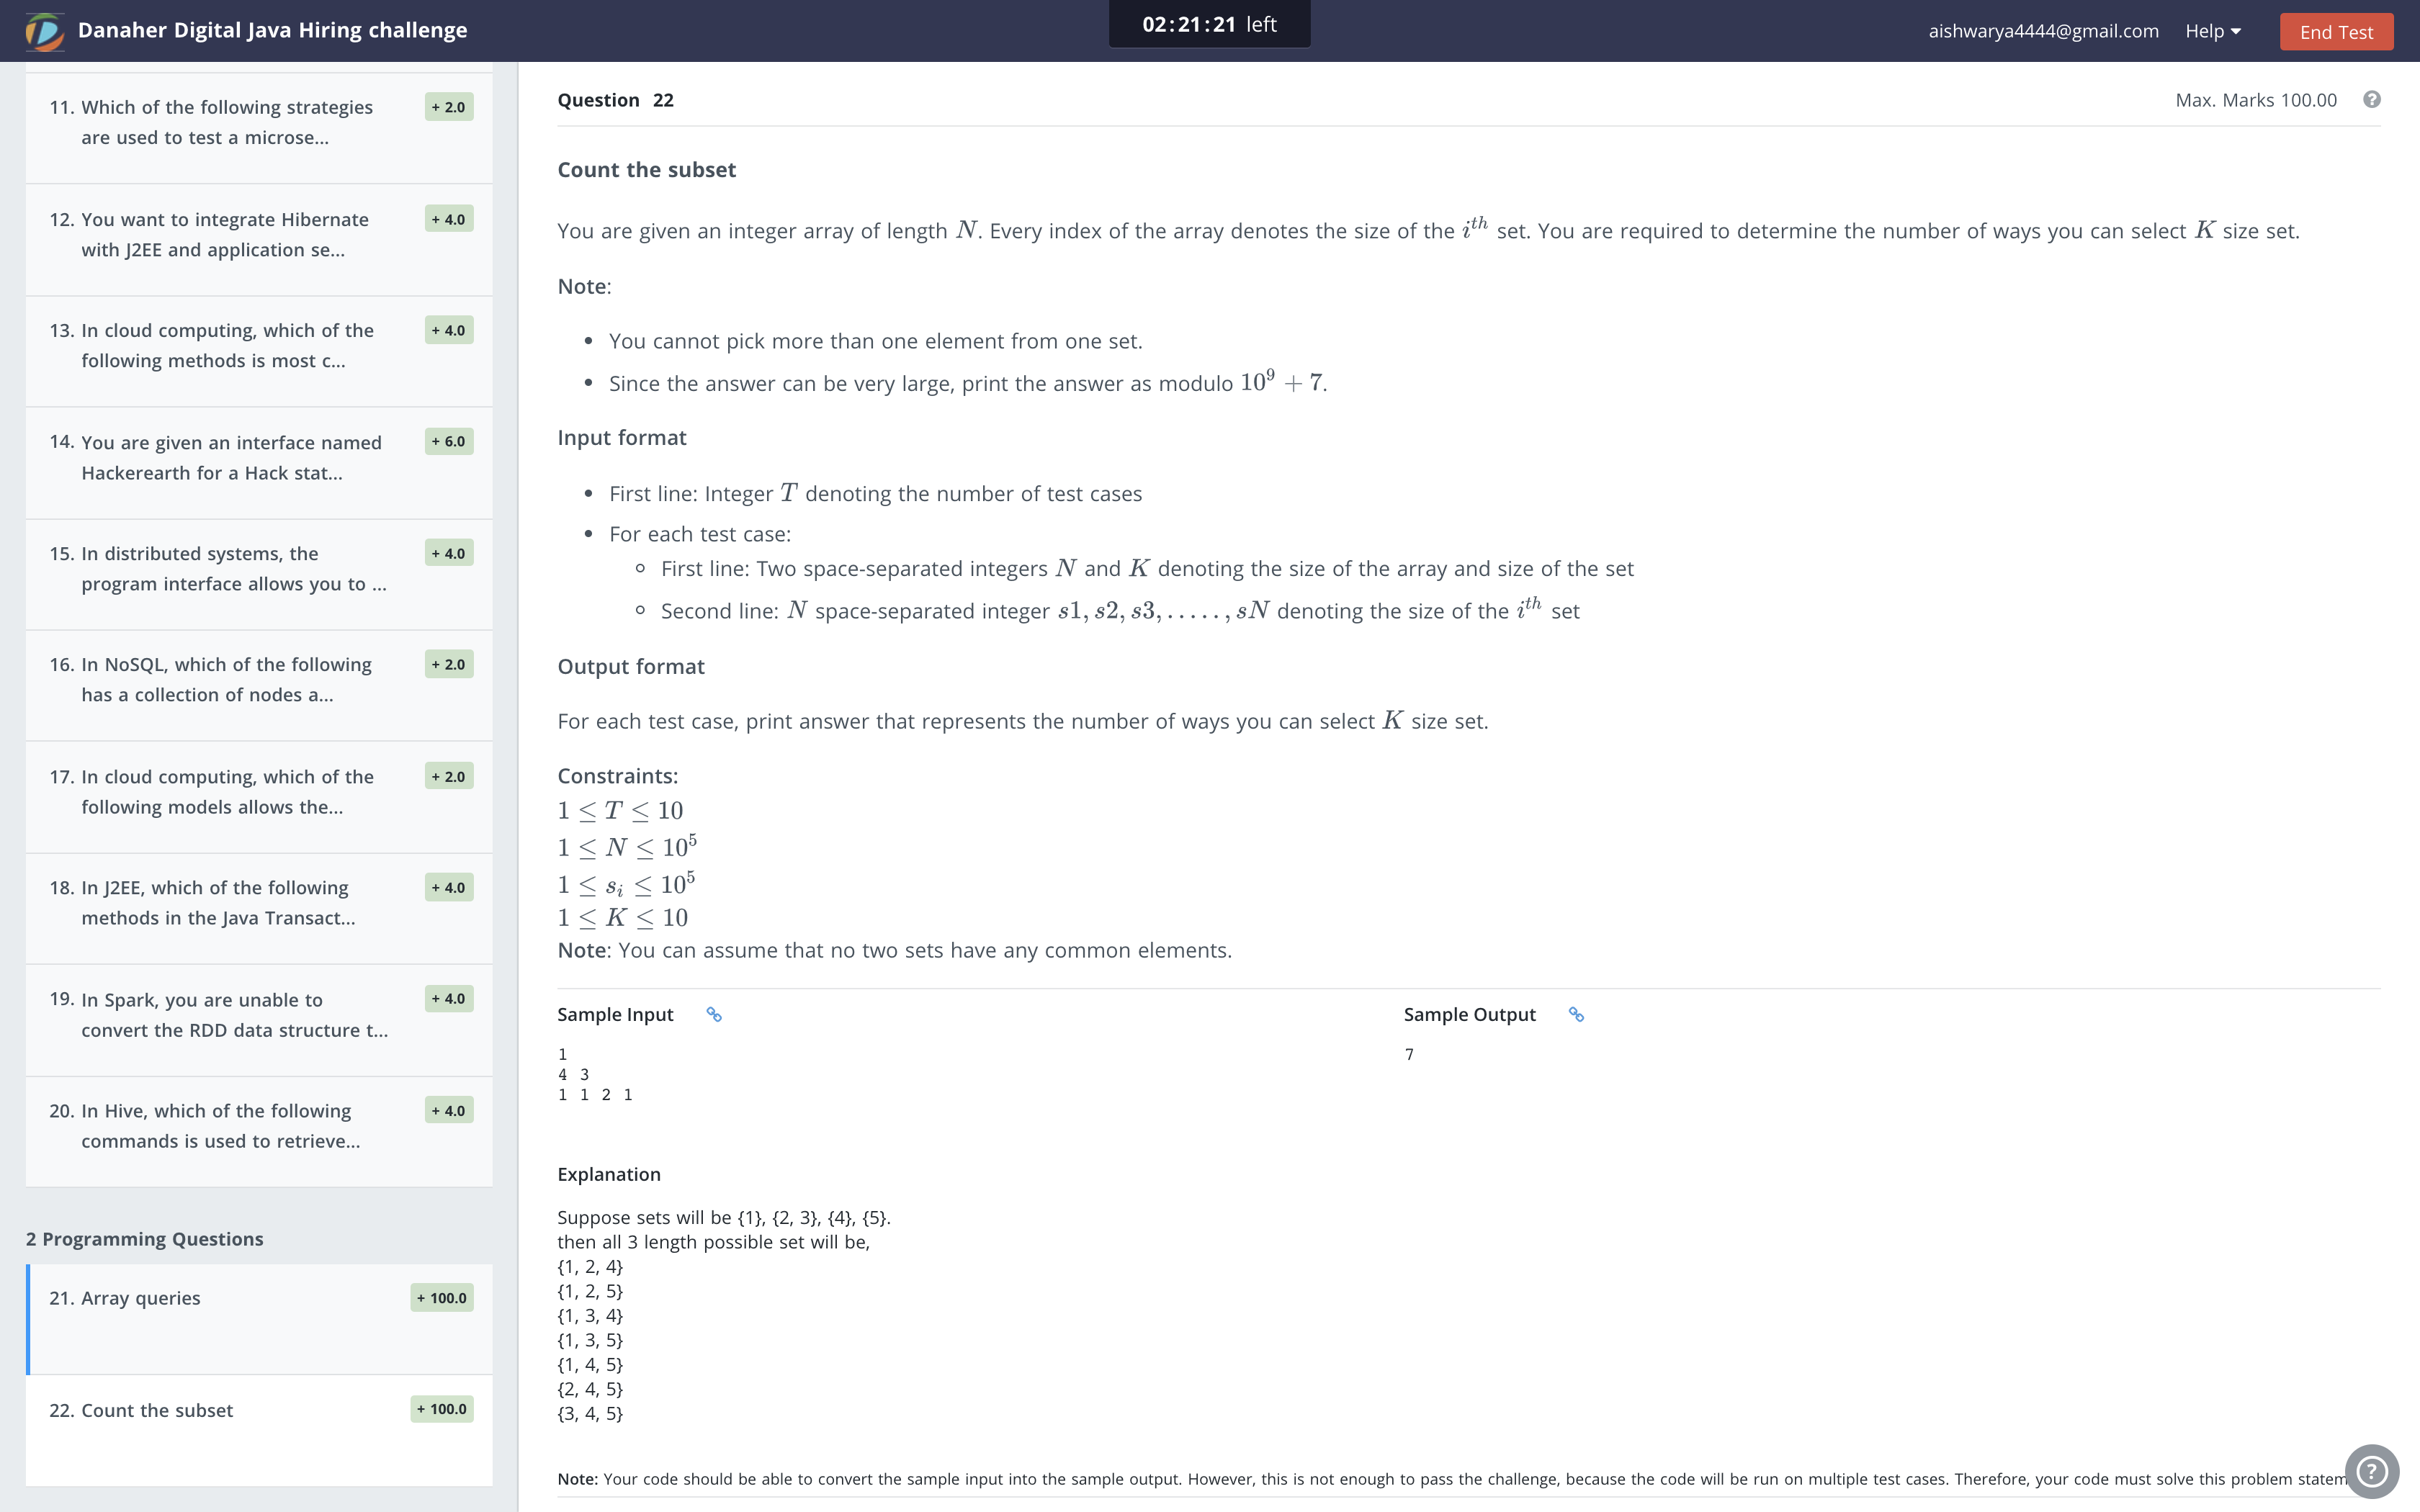 Danaher Digital Java Hiring challenge
02:21:21 left
aishwarya4444@gmail.com
Help
End Test
11. Which of the following strategies
are used to test a microse...
+ 2.0
12. You want to integrate Hibernate
with J2EE and application se...
+ 4.0
13. In cloud computing, which of the
following methods is most c...
+ 4.0
14. You are given an interface named
Hackerearth for a Hack stat...
+ 6.0
15. In distributed systems, the
program interface allows you to ...
+ 4.0
16. In NoSQL, which of the following
has a collection of nodes a...
+ 2.0
17. In cloud computing, which of the
following models allows the...
+ 2.0
18. In J2EE, which of the following
methods in the Java Transact...
+ 4.0
19. In Spark, you are unable to
convert the RDD data structure t...
+ 4.0
20. In Hive, which of the following
commands is used to retrieve...
+ 4.0
2 Programming Questions
21. Array queries
+ 100.0
22. Count the subset
+ 100.0
Question 22
Max. Marks 100.00
?
Count the subset
You are given an integer array of length N. Every index of the array denotes the size of the i^th set. You are required to determine the number of ways you can select K size set.
Note:
• You cannot pick more than one element from one set.
• Since the answer can be very large, print the answer as modulo 10^9 + 7.
Input format
• First line: Integer T denoting the number of test cases
• For each test case:
○ First line: Two space-separated integers N and K denoting the size of the array and size of the set
○ Second line: N space-separated integer s1, s2, s3, ....., sN denoting the size of the i^th set
Output format
For each test case, print answer that represents the number of ways you can select K size set.
Constraints:
1 ≤ T ≤ 10
1 ≤ N ≤ 10^5
1 ≤ s_i ≤ 10^5
1 ≤ K ≤ 10
Note: You can assume that no two sets have any common elements.
Sample Input
1
4 3
1 1 2 1
Sample Output
7
Explanation
Suppose sets will be {1}, {2, 3}, {4}, {5}.
then all 3 length possible set will be,
{1, 2, 4}
{1, 2, 5}
{1, 3, 4}
{1, 3, 5}
{1, 4, 5}
{2, 4, 5}
{3, 4, 5}
Note: Your code should be able to convert the sample input into the sample output. However, this is not enough to pass the challenge, because the code will be run on multiple test cases. Therefore, your code must solve this problem statem
?